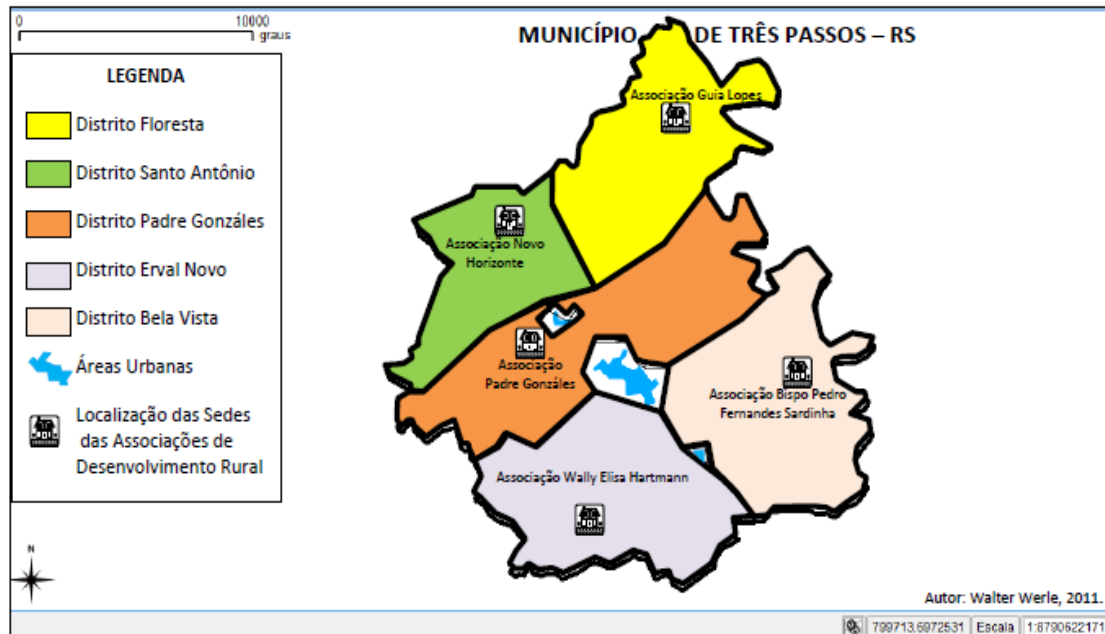 0 10000
graus
MUNICÍPIO DE TRÊS PASSOS – RS
LEGENDA
Distrito Floresta
Distrito Santo Antônio
Distrito Padre Gonzáles
Distrito Erval Novo
Distrito Bela Vista
Áreas Urbanas
Localização das Sedes
das Associações de
Desenvolvimento Rural
Associação Guia Lopes
Associação Novo
Horizonte
Associação
Padre Gonzáles
Associação Bispo Pedro
Fernandes Sardinha
Associação Wally Elisa Hartmann
N
Autor: Walter Werle, 2011.
799713.6972531 Escala 1:8790622171